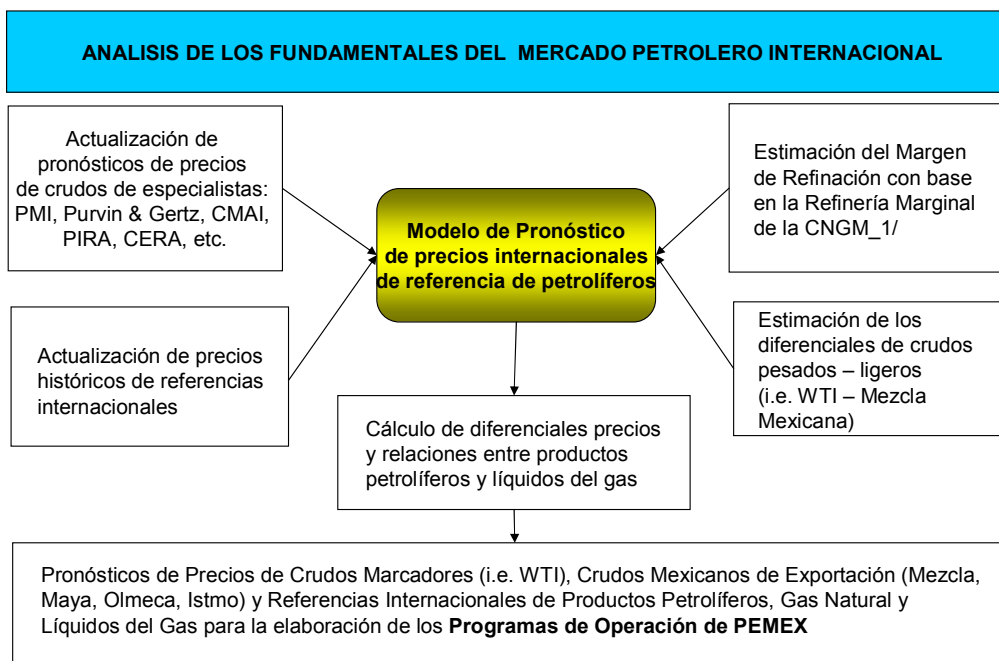 ANALISIS DE LOS FUNDAMENTALES DEL MERCADO PETROLERO INTERNACIONAL
Actualización de
pronósticos de precios
de crudos de especialistas:
PMI, Purvin & Gertz, CMAI,
PIRA, CERA, etc.
Estimación del Margen
de Refinación con base
en la Refinería Marginal
de la CNGM_1/
Modelo de Pronóstico
de precios internacionales
de referencia de petrolíferos
Actualización de precios
históricos de referencias
internacionales
Estimación de los
diferenciales de crudos
pesados – ligeros
(i.e. WTI – Mezcla
Mexicana)
Cálculo de diferenciales precios
y relaciones entre productos
petrolíferos y líquidos del gas
Pronósticos de Precios de Crudos Marcadores (i.e. WTI), Crudos Mexicanos de Exportación (Mezcla,
Maya, Olmeca, Istmo) y Referencias Internacionales de Productos Petrolíferos, Gas Natural y
Líquidos del Gas para la elaboración de los Programas de Operación de PEMEX